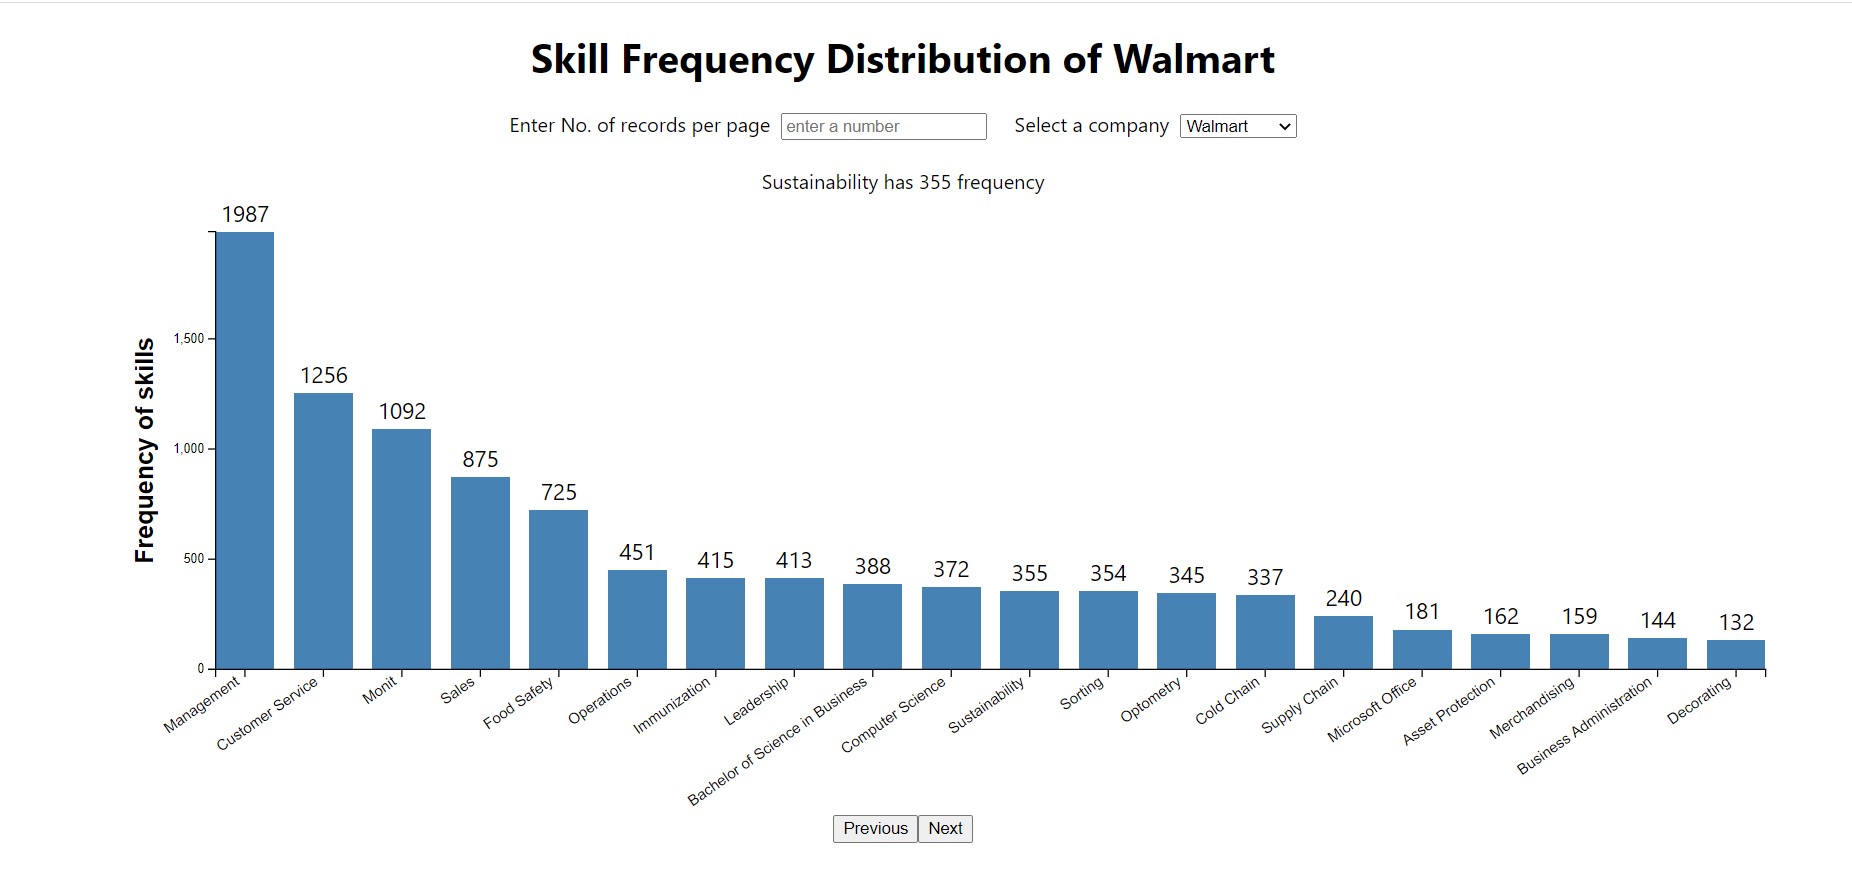 Skill Frequency Distribution of Walmart
Enter No. of records per page enter a number Select a company Walmart
Sustainability has 355 frequency
1987
1256
1092
875
725
451
415
413
388
372
355
354
345
337
240
181
162
159
144
132
Frequency of skills
1,500
1,000
500
0
Management
Customer Service
Monit
Sales
Food Safety
Operations
Immunization
Leadership
Bachelor of Science in Business
Computer Science
Sustainability
Sorting
Optometry
Cold Chain
Supply Chain
Microsoft Office
Asset Protection
Merchandising
Business Administration
Decorating
Previous Next